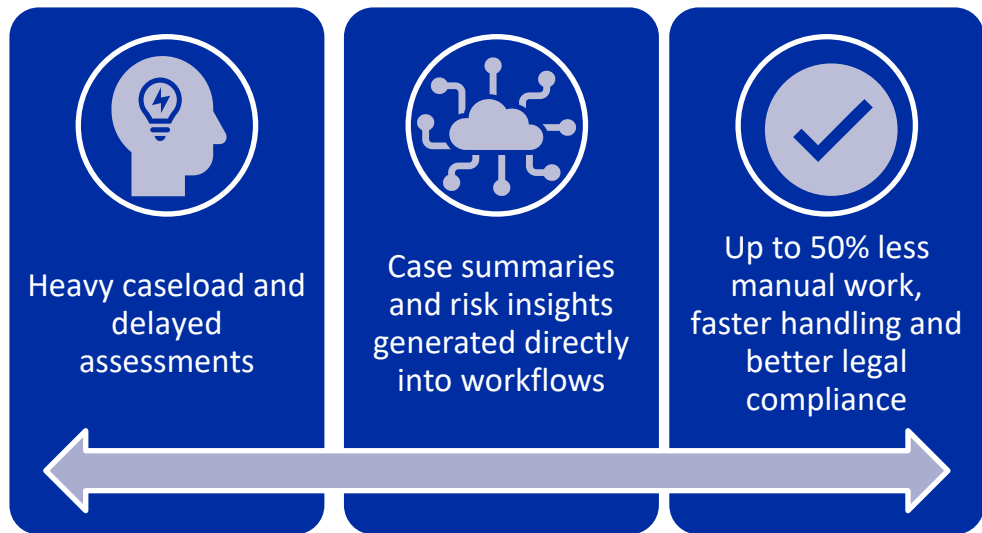 Heavy caseload and
delayed
assessments
Case summaries
and risk insights
generated directly
into workflows
Up to 50% less
manual work,
faster handling and
better legal
compliance